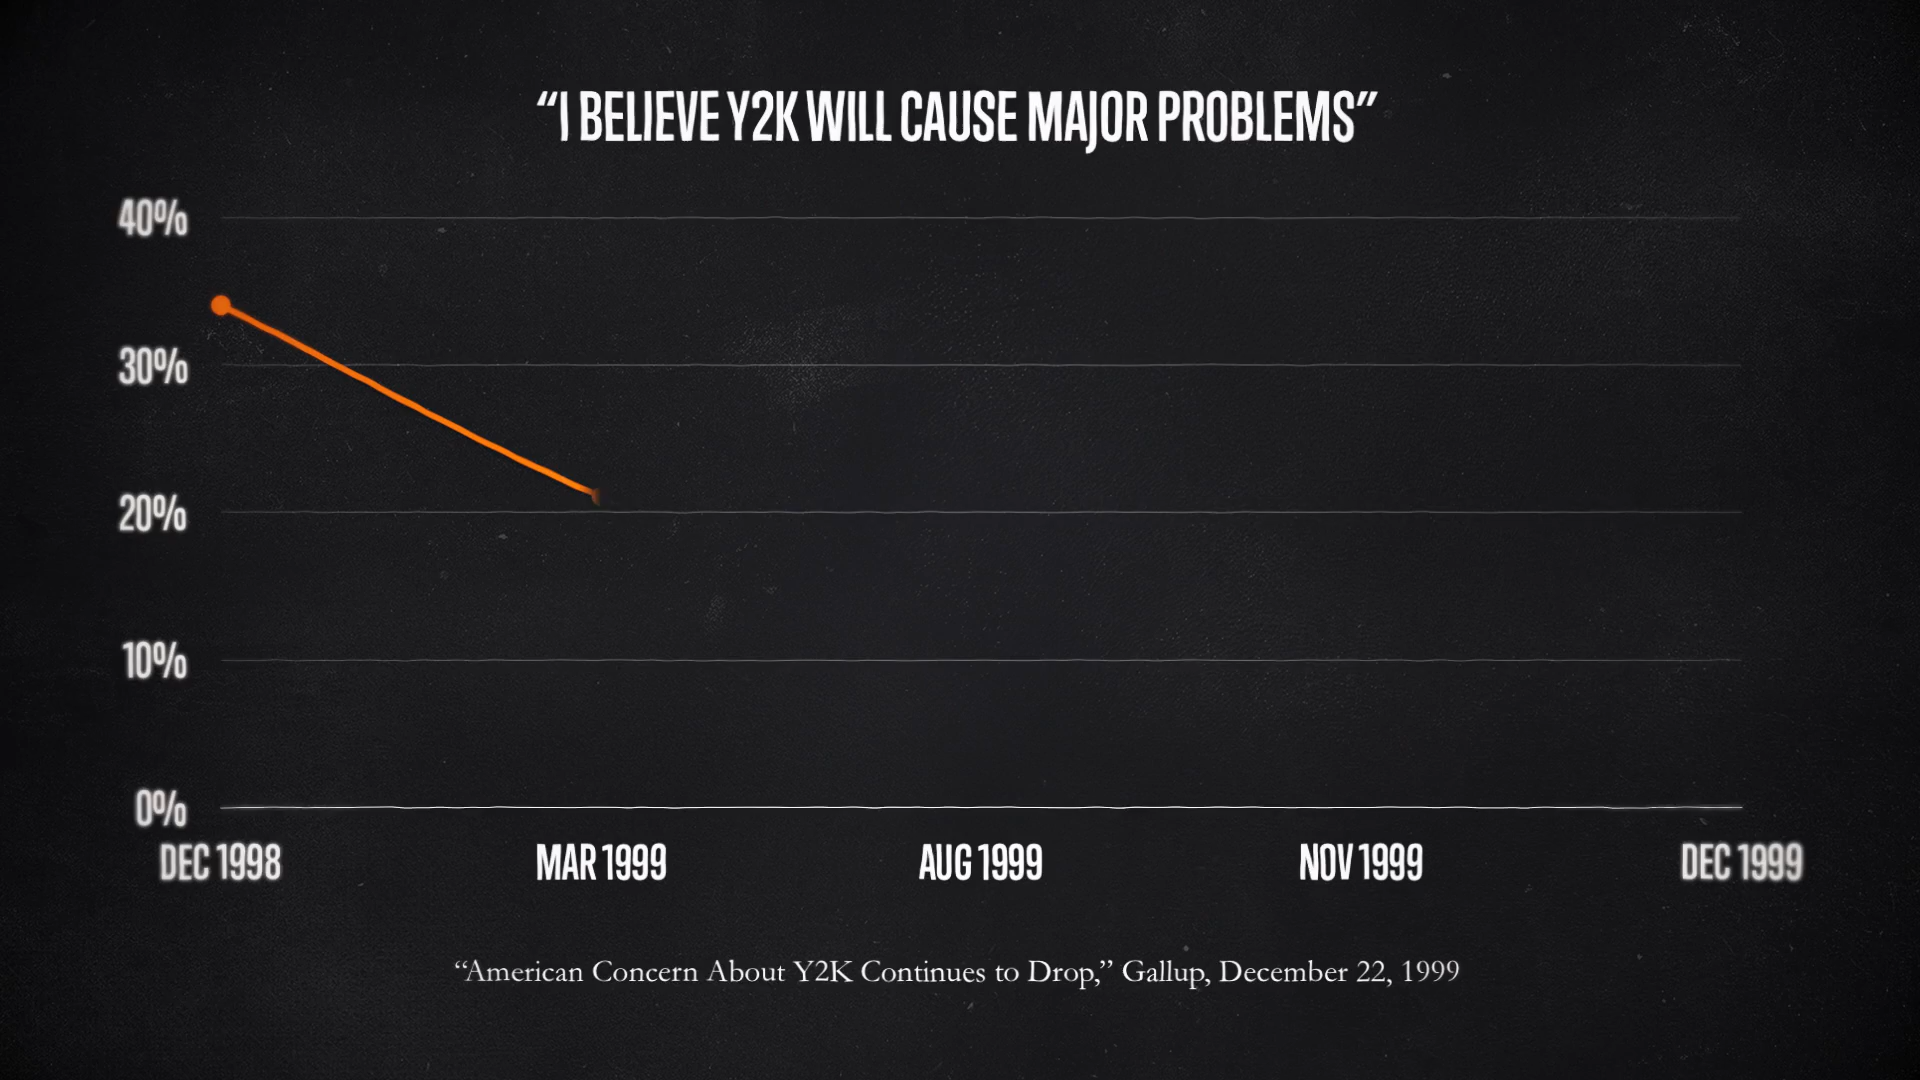 “I BELIEVE Y2K WILL CAUSE MAJOR PROBLEMS”
40%
30%
20%
10%
0%
DEC 1998 MAR 1999 AUG 1999 NOV 1999 DEC 1999
“American Concern About Y2K Continues to Drop,” Gallup, December 22, 1999